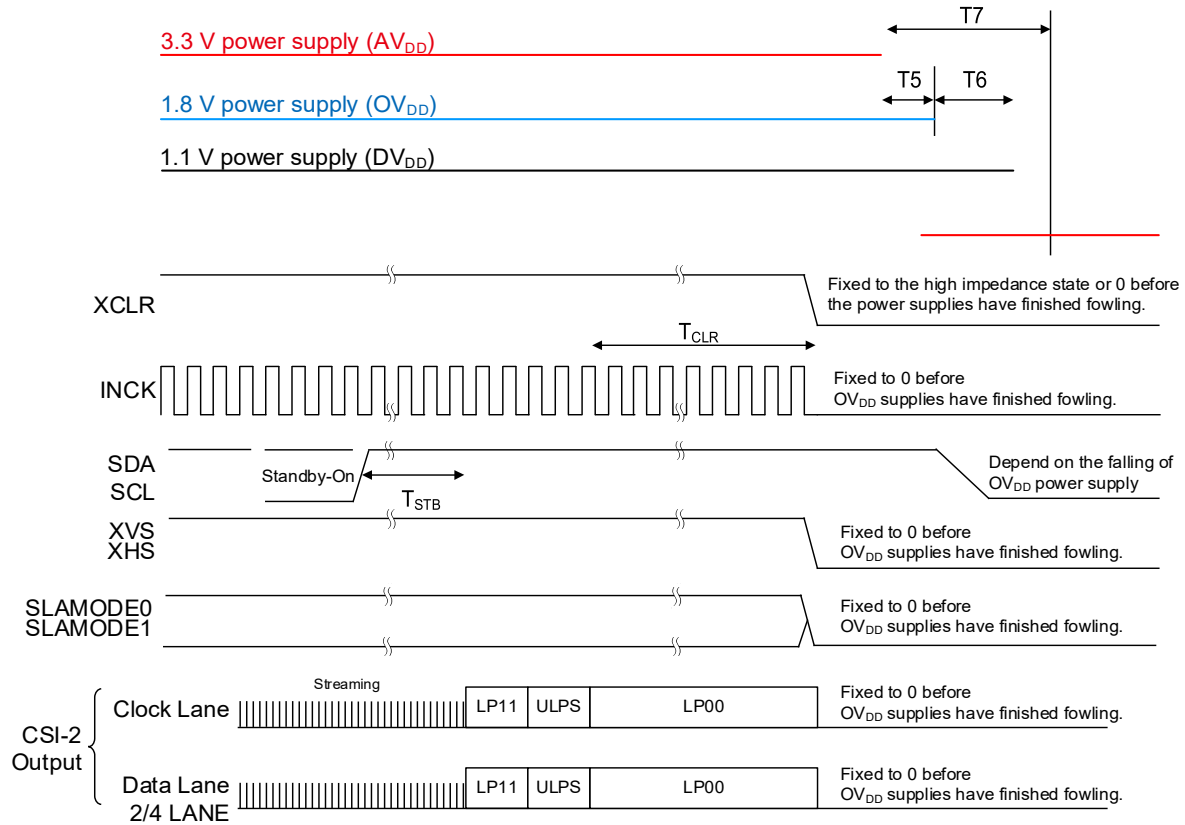 T7
3.3 V power supply (AVDD)
T5
T6
1.8 V power supply (OVDD)
1.1 V power supply (DVDD)
XCLR
Fixed to the high impedance state or 0 before
the power supplies have finished fowling.
TCLR
INCK
Fixed to 0 before
OVDD supplies have finished fowling.
SDA
SCL
Standby-On
TSTB
Depend on the falling of
OVDD power supply
XVS
XHS
Fixed to 0 before
OVDD supplies have finished fowling.
SLAMODE0
SLAMODE1
Fixed to 0 before
OVDD supplies have finished fowling.
CSI-2
Output
Streaming
Clock Lane
LP11
ULPS
LP00
Fixed to 0 before
OVDD supplies have finished fowling.
Data Lane
2/4 LANE
LP11
ULPS
LP00
Fixed to 0 before
OVDD supplies have finished fowling.